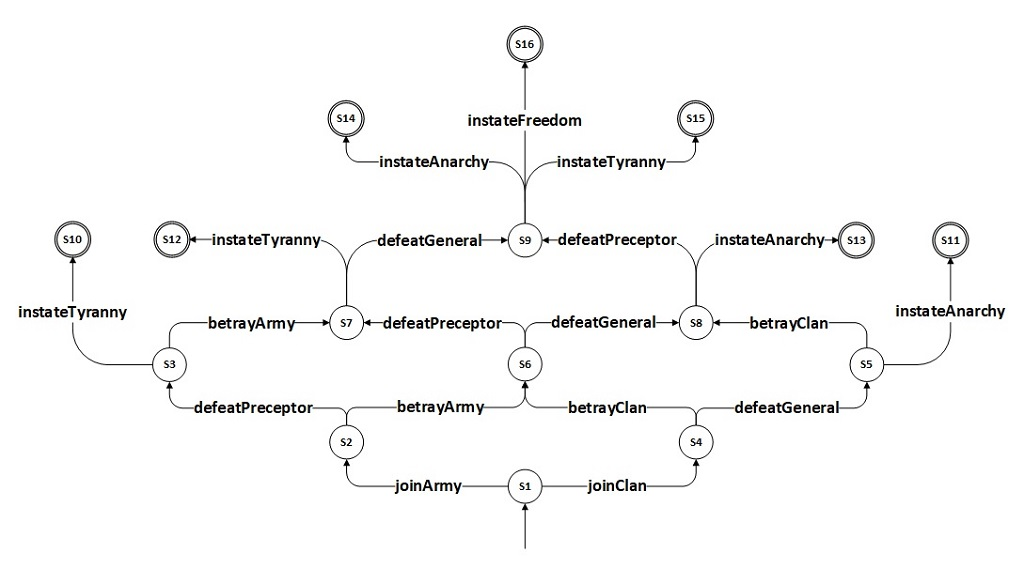 S16
S14
instateFreedom
S15
instateAnarchy
instateTyranny
S10
S12
instateTyranny
defeatGeneral
S9
defeatPreceptor
instateAnarchy
S13
S11
instateTyranny
instateAnarchy
betrayArmy
S7
defeatPreceptor
defeatGeneral
S8
betrayClan
S3
S6
S5
defeatPreceptor
betrayArmy
betrayClan
defeatGeneral
S2
S4
joinArmy
S1
joinClan